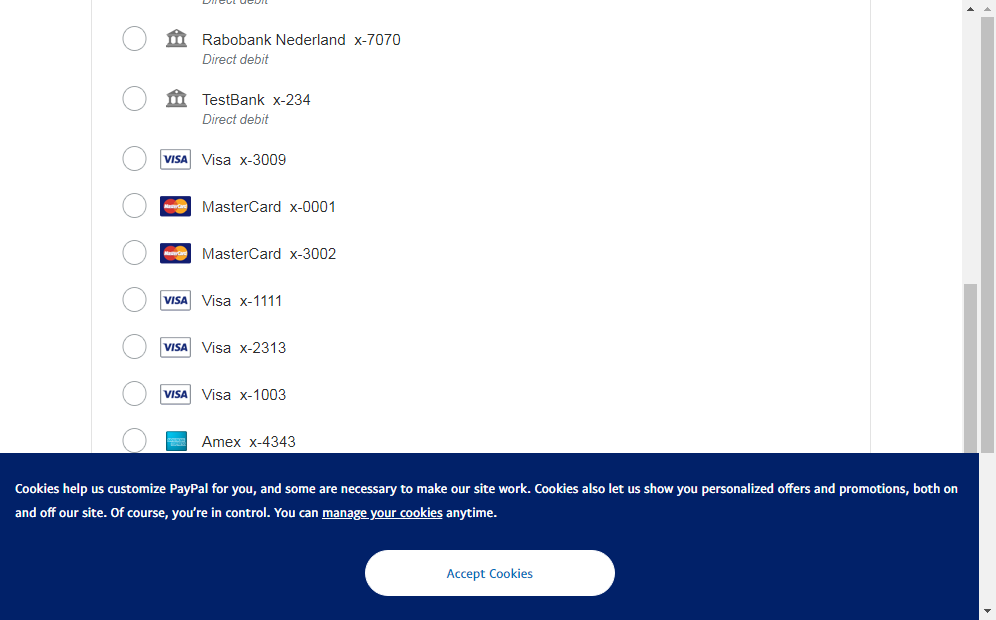 Direct debit
Rabobank Nederland x-7070
Direct debit
TestBank x-234
Direct debit
VISA Visa x-3009
MasterCard MasterCard x-0001
MasterCard MasterCard x-3002
VISA Visa x-1111
VISA Visa x-2313
VISA Visa x-1003
Amex x-4343
Cookies help us customize PayPal for you, and some are necessary to make our site work. Cookies also let us show you personalized offers and promotions, both on
and off our site. Of course, you’re in control. You can manage your cookies anytime.
Accept Cookies